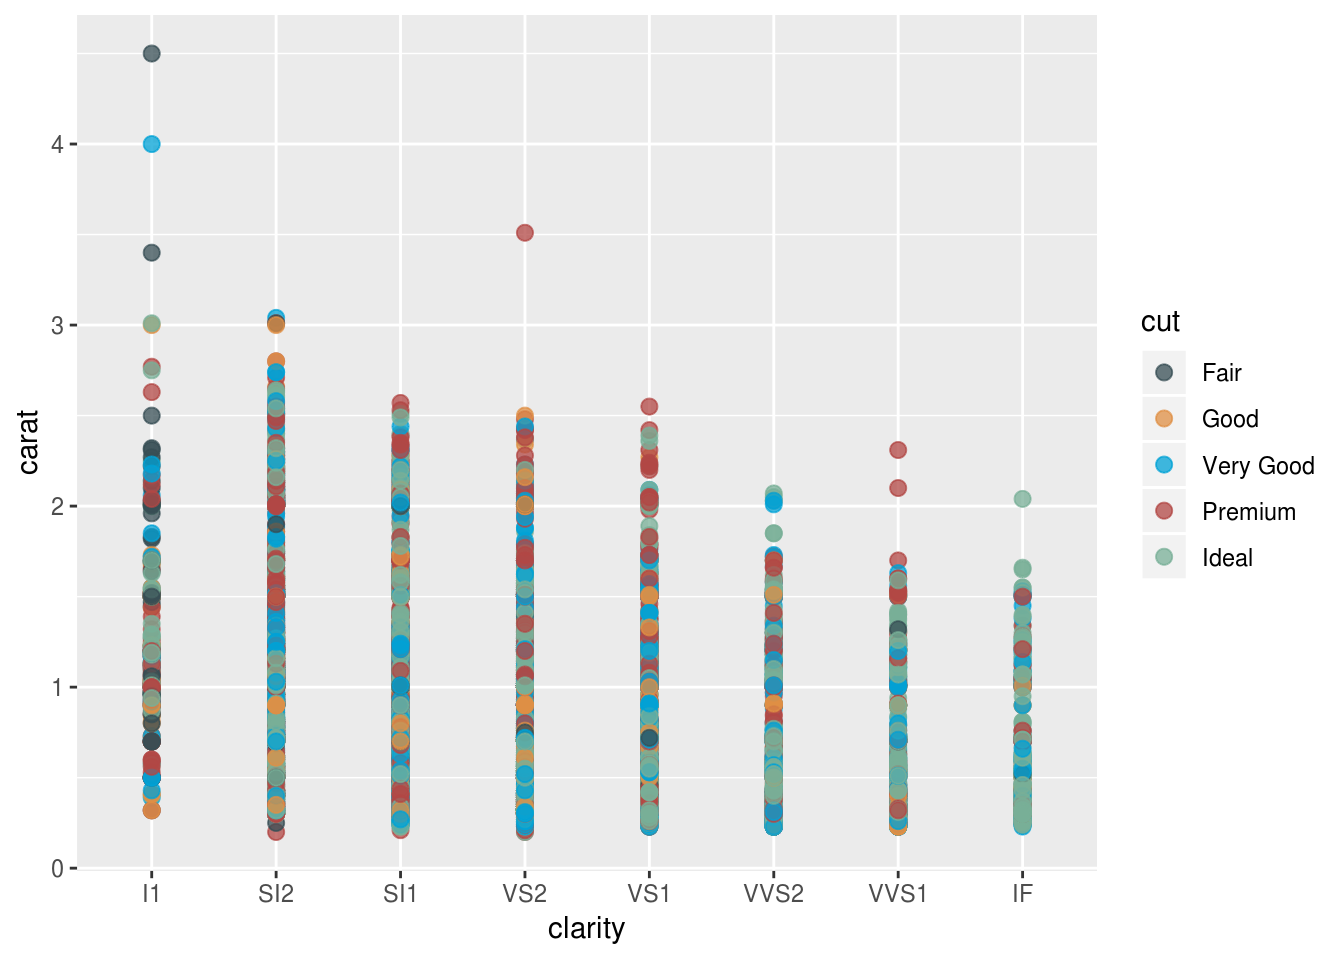 4
3
2
1
0
I1 SI2 SI1 VS2 VS1 VVS2 VVS1 IF
clarity
carat
cut
Fair
Good
Very Good
Premium
Ideal